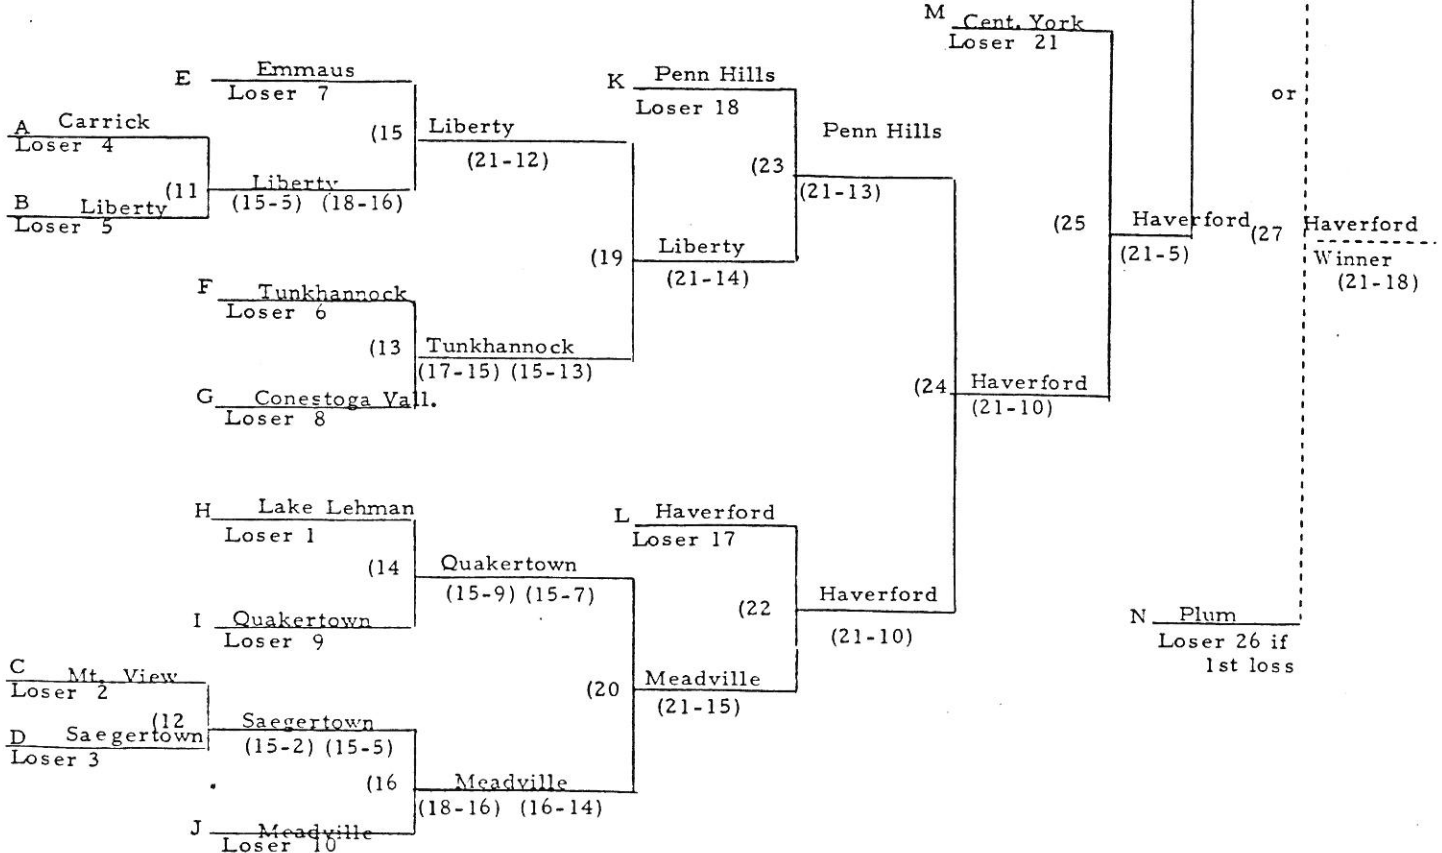 M Cent. York
Loser 21
E Emmaus
Loser 7
K Penn Hills
Loser 18
or
A Carrick
Loser 4
(15 Liberty
(21-12)
Penn Hills
(23
(21-13)
(11 Liberty
(15-5) (18-16)
B Liberty
Loser 5
(25 Haverford
(21-5)
(27 Haverford
Winner
(21-18)
(19 Liberty
(21-14)
F Tunkhannock
Loser 6
(13 Tunkhannock
(17-15) (15-13)
G Conestoga Vall.
Loser 8
(24 Haverford
(21-10)
H Lake Lehman
Loser 1
L Haverford
Loser 17
(14 Quakertown
(15-9) (15-7)
(22 Haverford
(21-10)
I Quakertown
Loser 9
N Plum
Loser 26 if
1st loss
C Mt. View
Loser 2
(20 Meadville
(21-15)
(12 Saegertown
(15-2) (15-5)
D Saegertown
Loser 3
(16 Meadville
(18-16) (16-14)
J Meadville
Loser 10